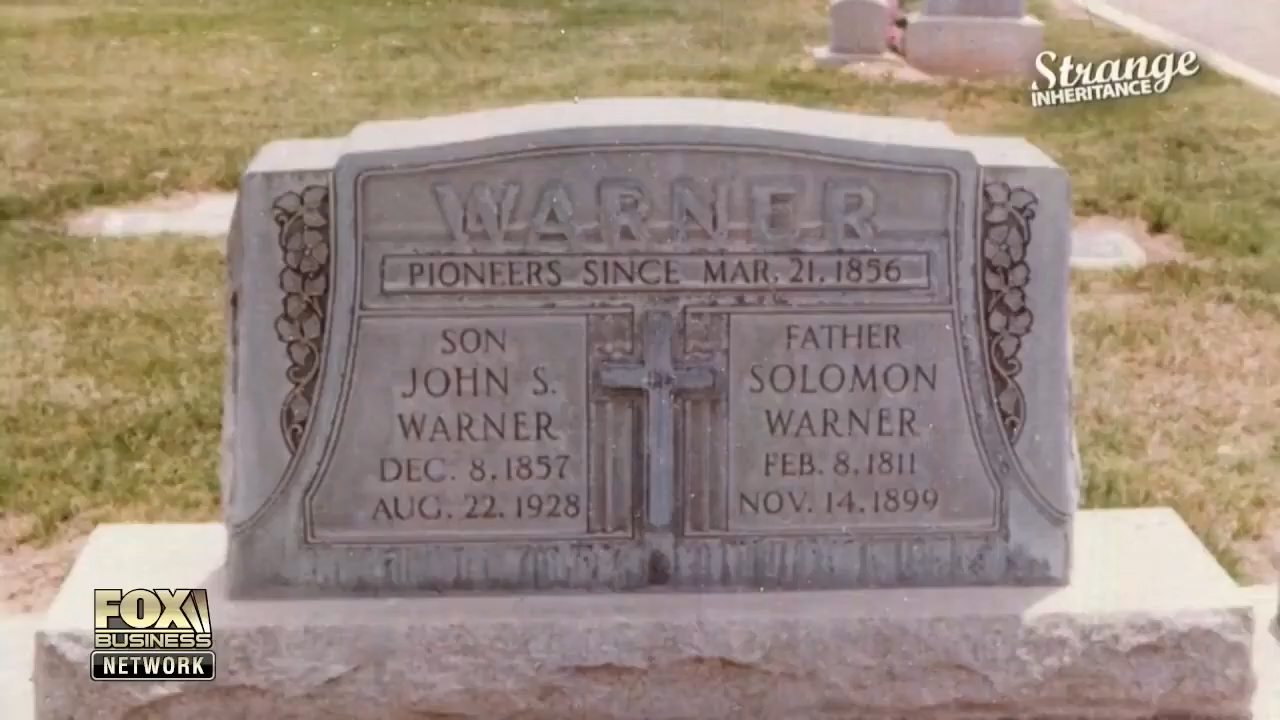 Strange
INHERITANCE
WARNER
PIONEERS SINCE MAR. 21. 1856
SON
JOHN S.
WARNER
DEC. 8. 1857
AUG. 22. 1928
FATHER
SOLOMON
WARNER
FEB. 8. 1811
NOV. 14. 1899
FOX
BUSINESS
NETWORK